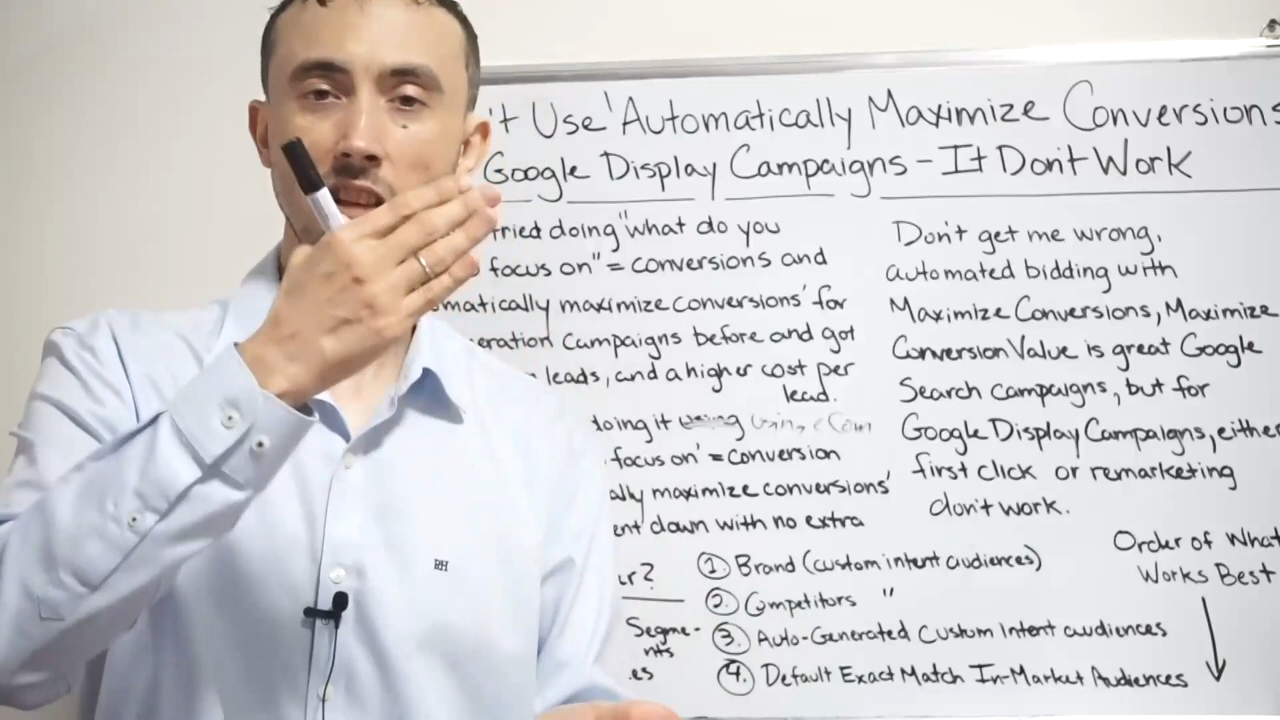 't Use 'Automatically Maximize Conversions
Google Display Campaigns - It Don't Work
tried doing "what do you
focus on" = conversions and
matically maximize conversions' for
eration Campaigns before and got
leads, and a higher cost per
lead.
doing it using
focus on' = conversion
ally maximize conversions'
ent down with no extra
ur?
Segme-
nts
es
① Brand (custom intent audiences)
② Competitors "
③ Auto-Generated Custom Intent audiences
④ Default Exact Match In-Market Audiences
Don't get me wrong,
automated bidding with
Maximize Conversions, Maximize
Conversion Value is great Google
Search campaigns, but for
Google Display Campaigns, either
first click or remarketing
don't work.
Order of What
Works Best
RH